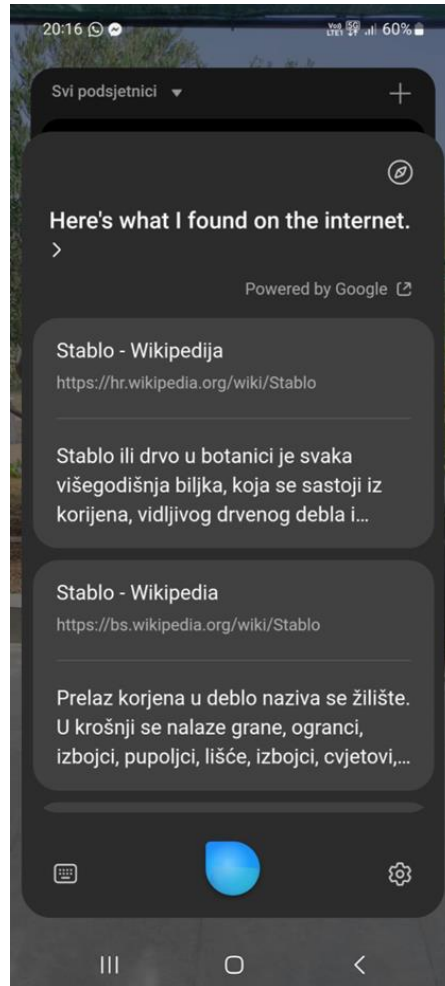 20:16
VoD LTE1 5G 60%
Svi podsjetnici
Here's what I found on the internet.
>
Powered by Google
Stablo - Wikipedija
https://hr.wikipedia.org/wiki/Stablo
Stablo ili drvo u botanici je svaka
višegodišnja biljka, koja se sastoji iz
korijena, vidljivog drvenog debla i...
Stablo - Wikipedia
https://bs.wikipedia.org/wiki/Stablo
Prelaz korjena u deblo naziva se žilište.
U krošnji se nalaze grane, ogranci,
izbojci, pupoljci, lišće, izbojci, cvjetovi,...